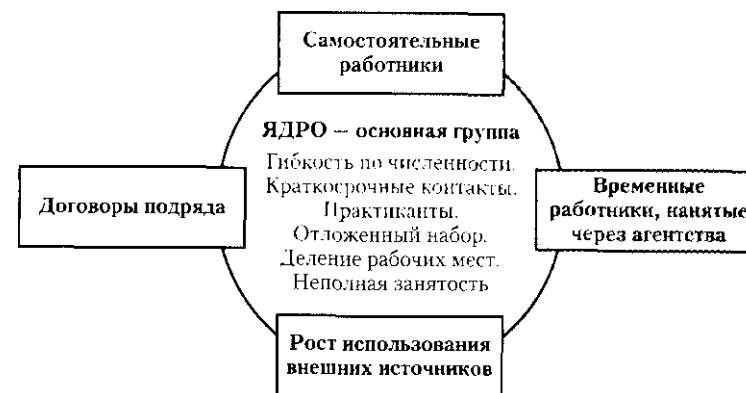 Самостоятельные
работники
ЯДРО — основная группа
Гибкость по численности.
Краткосрочные контакты.
Практиканты.
Отложенный набор.
Деление рабочих мест.
Неполная занятость
Договоры подряда
Временные
работники, нанятые
через агентства
Рост использования
внешних источников